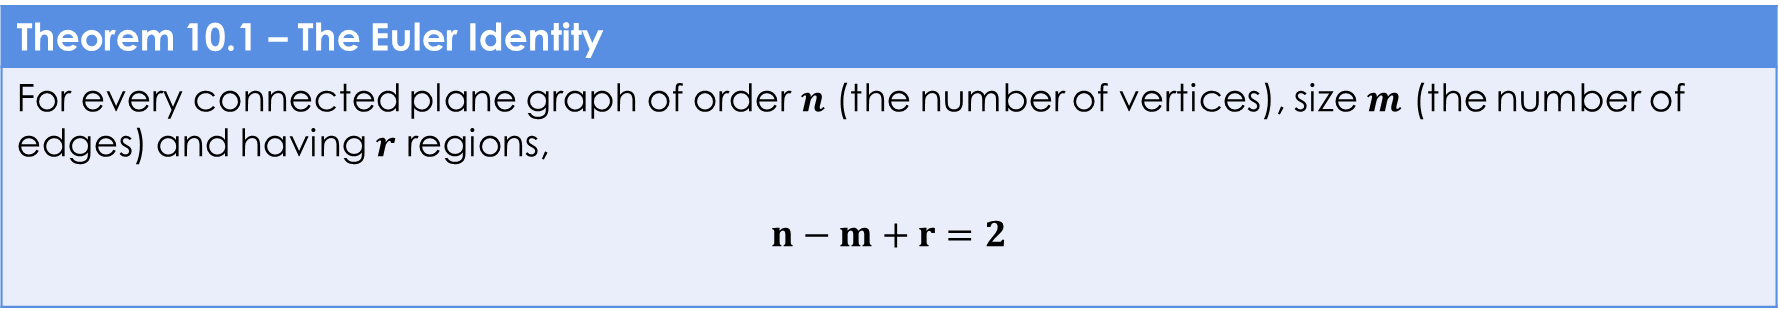 Theorem 10.1 – The Euler Identity
For every connected plane graph of order n (the number of vertices), size m (the number of
edges) and having r regions,
n − m + r = 2